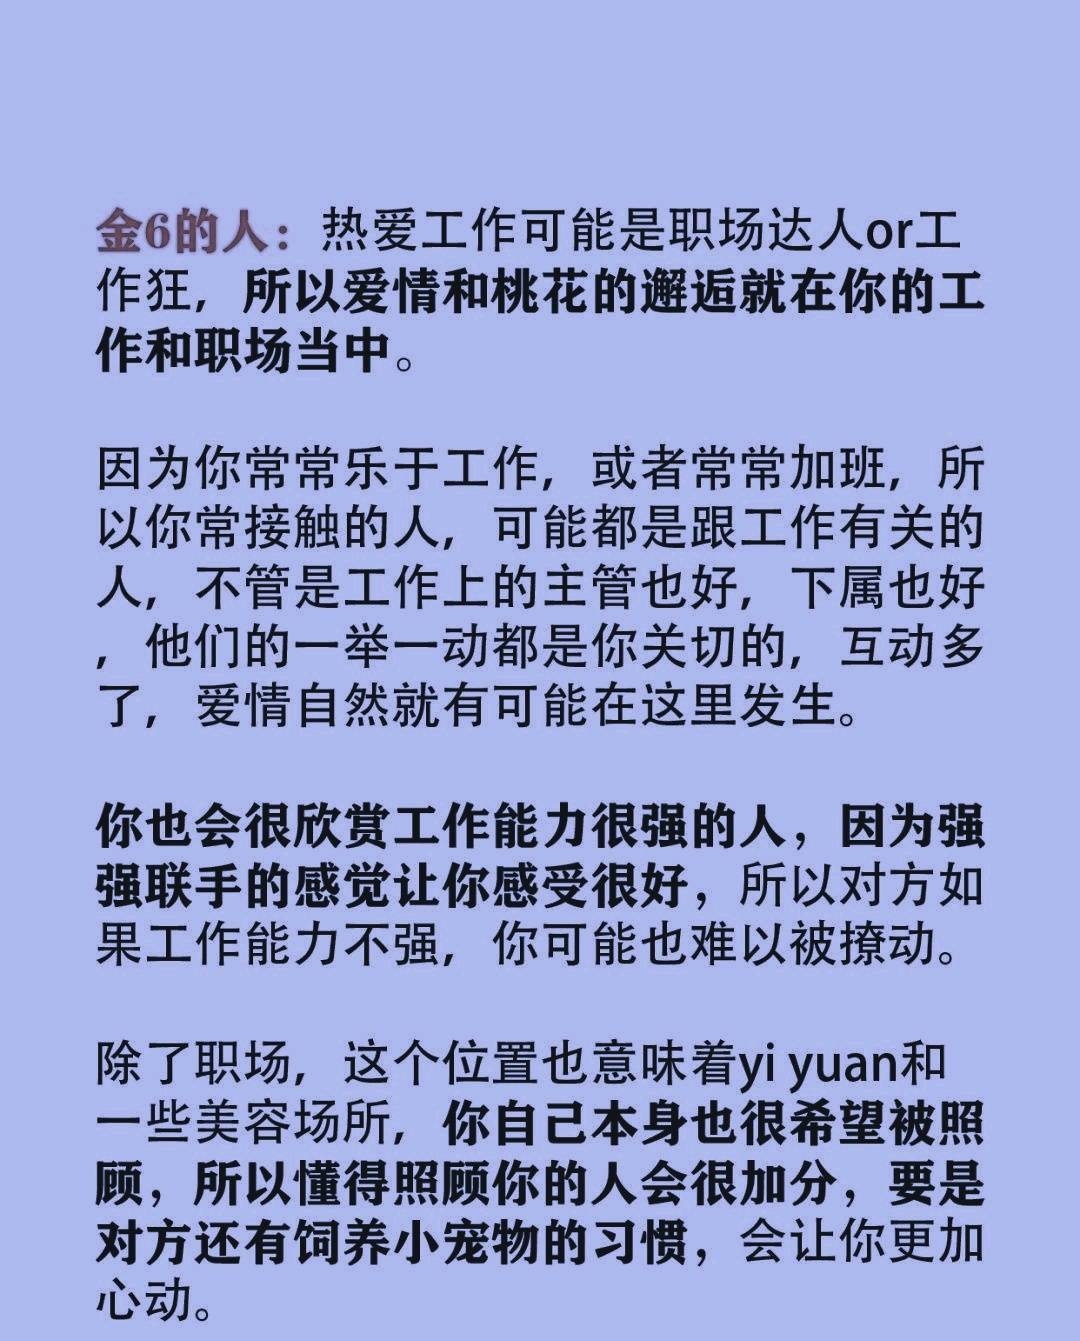 金6的人：热爱工作可能是职场达人or工
作狂，所以爱情和桃花的邂逅就在你的工
作和职场当中。
因为你常常乐于工作，或者常常加班，所
以你常接触的人，可能都是跟工作有关的
人，不管是工作上的主管也好，下属也好
，他们的一举一动都是你关切的，互动多
了，爱情自然就有可能在这里发生。
你也会很欣赏工作能力很强的人，因为强
强联手的感觉让你感受很好，所以对方如
果工作能力不强，你可能也难以被撩动。
除了职场，这个位置也意味着yi yuan和
一些美容场所，你自己本身也很希望被照
顾，所以懂得照顾你的人会很加分，要是
对方还有饲养小宠物的习惯，会让你更加
心动。